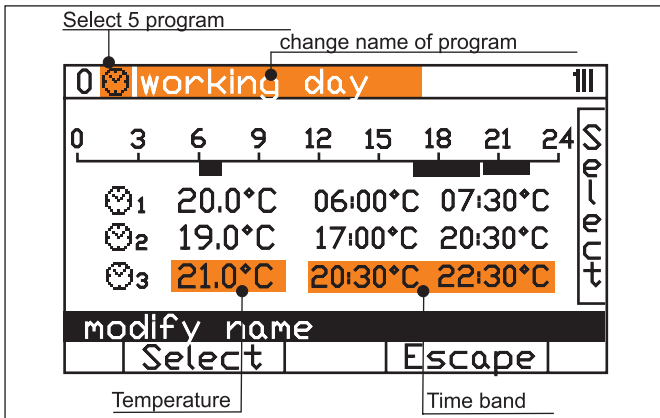 Select 5 program
change name of program
0 working day
0 3 6 9 12 15 18 21 24
1 20.0°C 06:00°C 07:30°C
2 19.0°C 17:00°C 20:30°C
3 21.0°C 20:30°C 22:30°C
Select
modify name
Select Escape
Temperature Time band